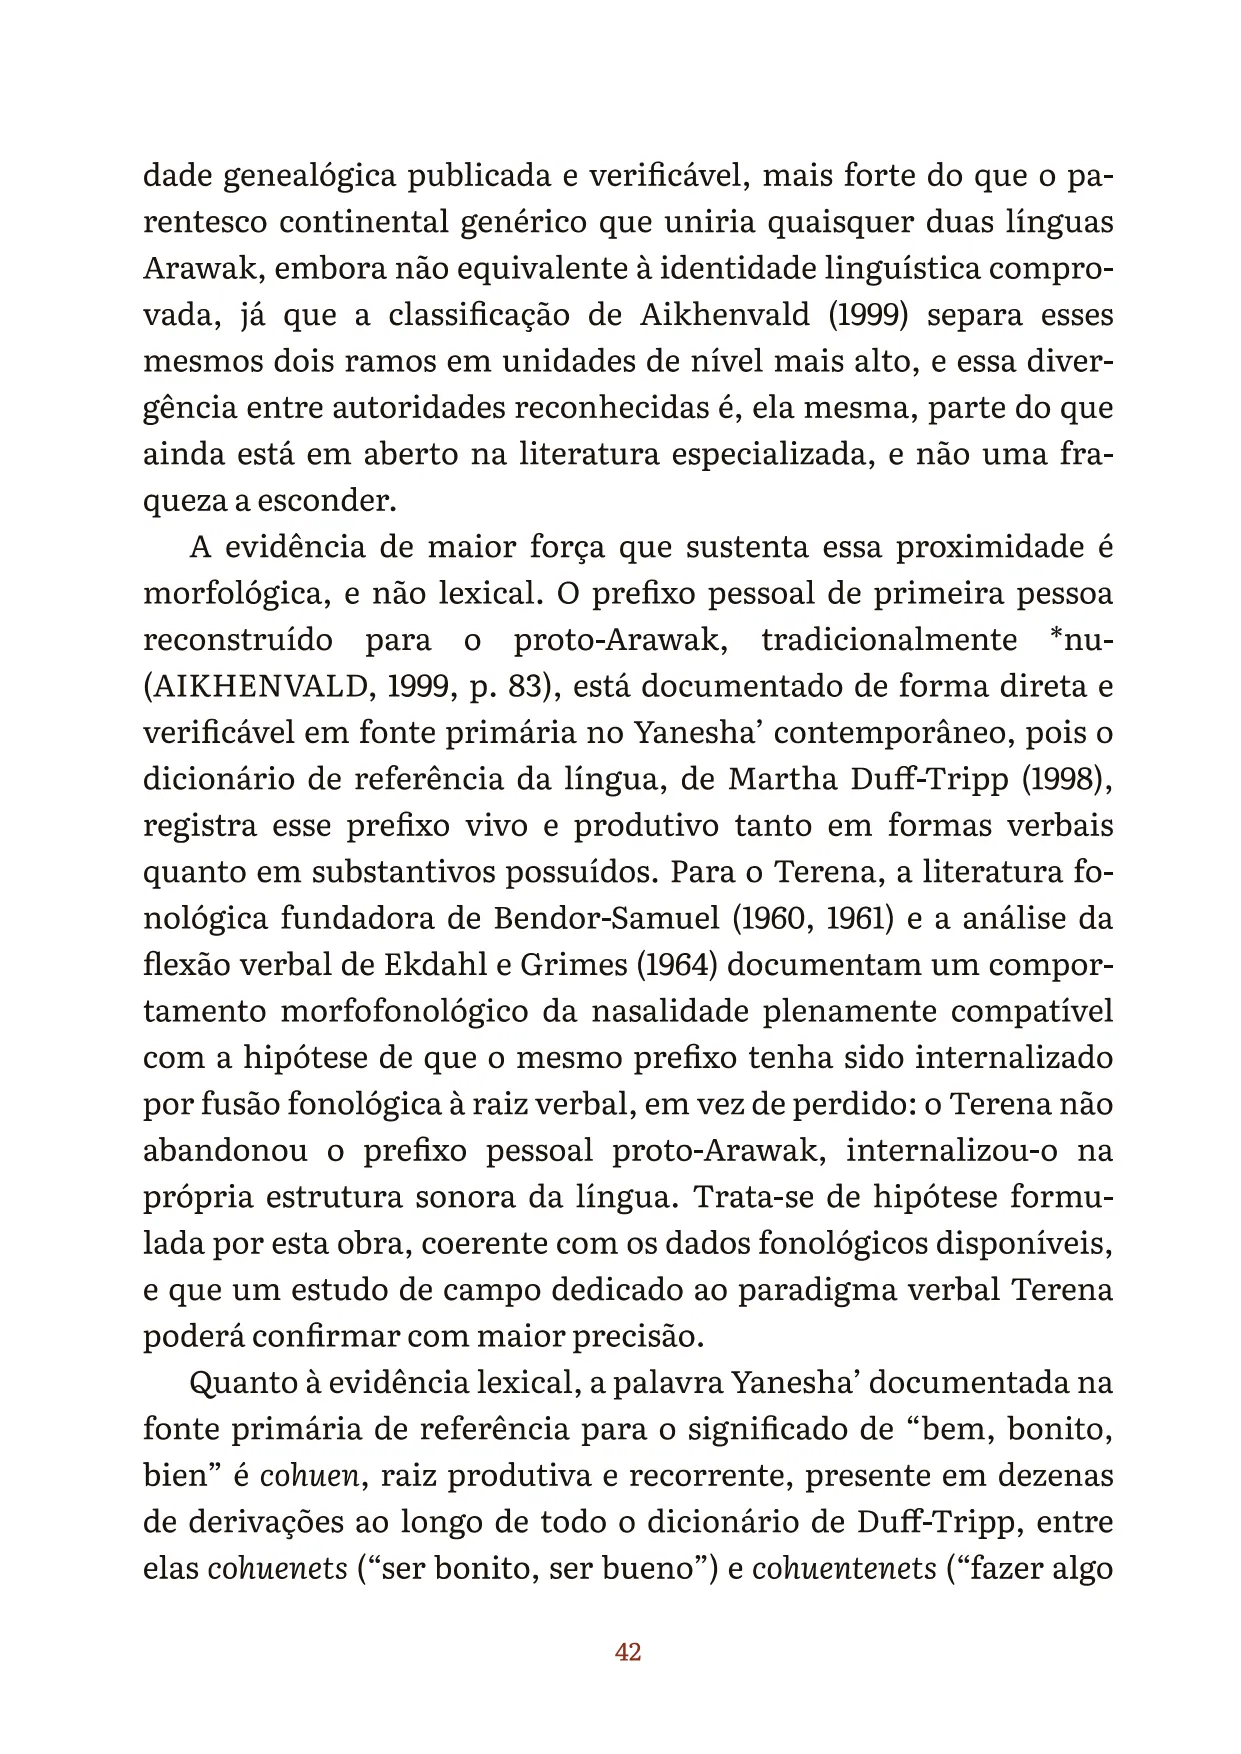 dade genealógica publicada e verificável, mais forte do que o pa-
rentesco continental genérico que uniria quaisquer duas línguas
Arawak, embora não equivalente à identidade linguística compro-
vada, já que a classificação de Aikhenvald (1999) separa esses
mesmos dois ramos em unidades de nível mais alto, e essa diver-
gência entre autoridades reconhecidas é, ela mesma, parte do que
ainda está em aberto na literatura especializada, e não uma fra-
queza a esconder.
A evidência de maior força que sustenta essa proximidade é
morfológica, e não lexical. O prefixo pessoal de primeira pessoa
reconstruído para o proto-Arawak, tradicionalmente *nu-
(AIKHENVALD, 1999, p. 83), está documentado de forma direta e
verificável em fonte primária no Yanesha’ contemporâneo, pois o
dicionário de referência da língua, de Martha Duff-Tripp (1998),
registra esse prefixo vivo e produtivo tanto em formas verbais
quanto em substantivos possuídos. Para o Terena, a literatura fo-
nológica fundadora de Bendor-Samuel (1960, 1961) e a análise da
flexão verbal de Ekdahl e Grimes (1964) documentam um compor-
tamento morfofonológico da nasalidade plenamente compatível
com a hipótese de que o mesmo prefixo tenha sido internalizado
por fusão fonológica à raiz verbal, em vez de perdido: o Terena não
abandonou o prefixo pessoal proto-Arawak, internalizou-o na
própria estrutura sonora da língua. Trata-se de hipótese formu-
lada por esta obra, coerente com os dados fonológicos disponíveis,
e que um estudo de campo dedicado ao paradigma verbal Terena
poderá confirmar com maior precisão.
Quanto à evidência lexical, a palavra Yanesha’ documentada na
fonte primária de referência para o significado de “bem, bonito,
bien” é cohuen, raiz produtiva e recorrente, presente em dezenas
de derivações ao longo de todo o dicionário de Duff-Tripp, entre
elas cohuenets (“ser bonito, ser bueno”) e cohuentenets (“fazer algo
42